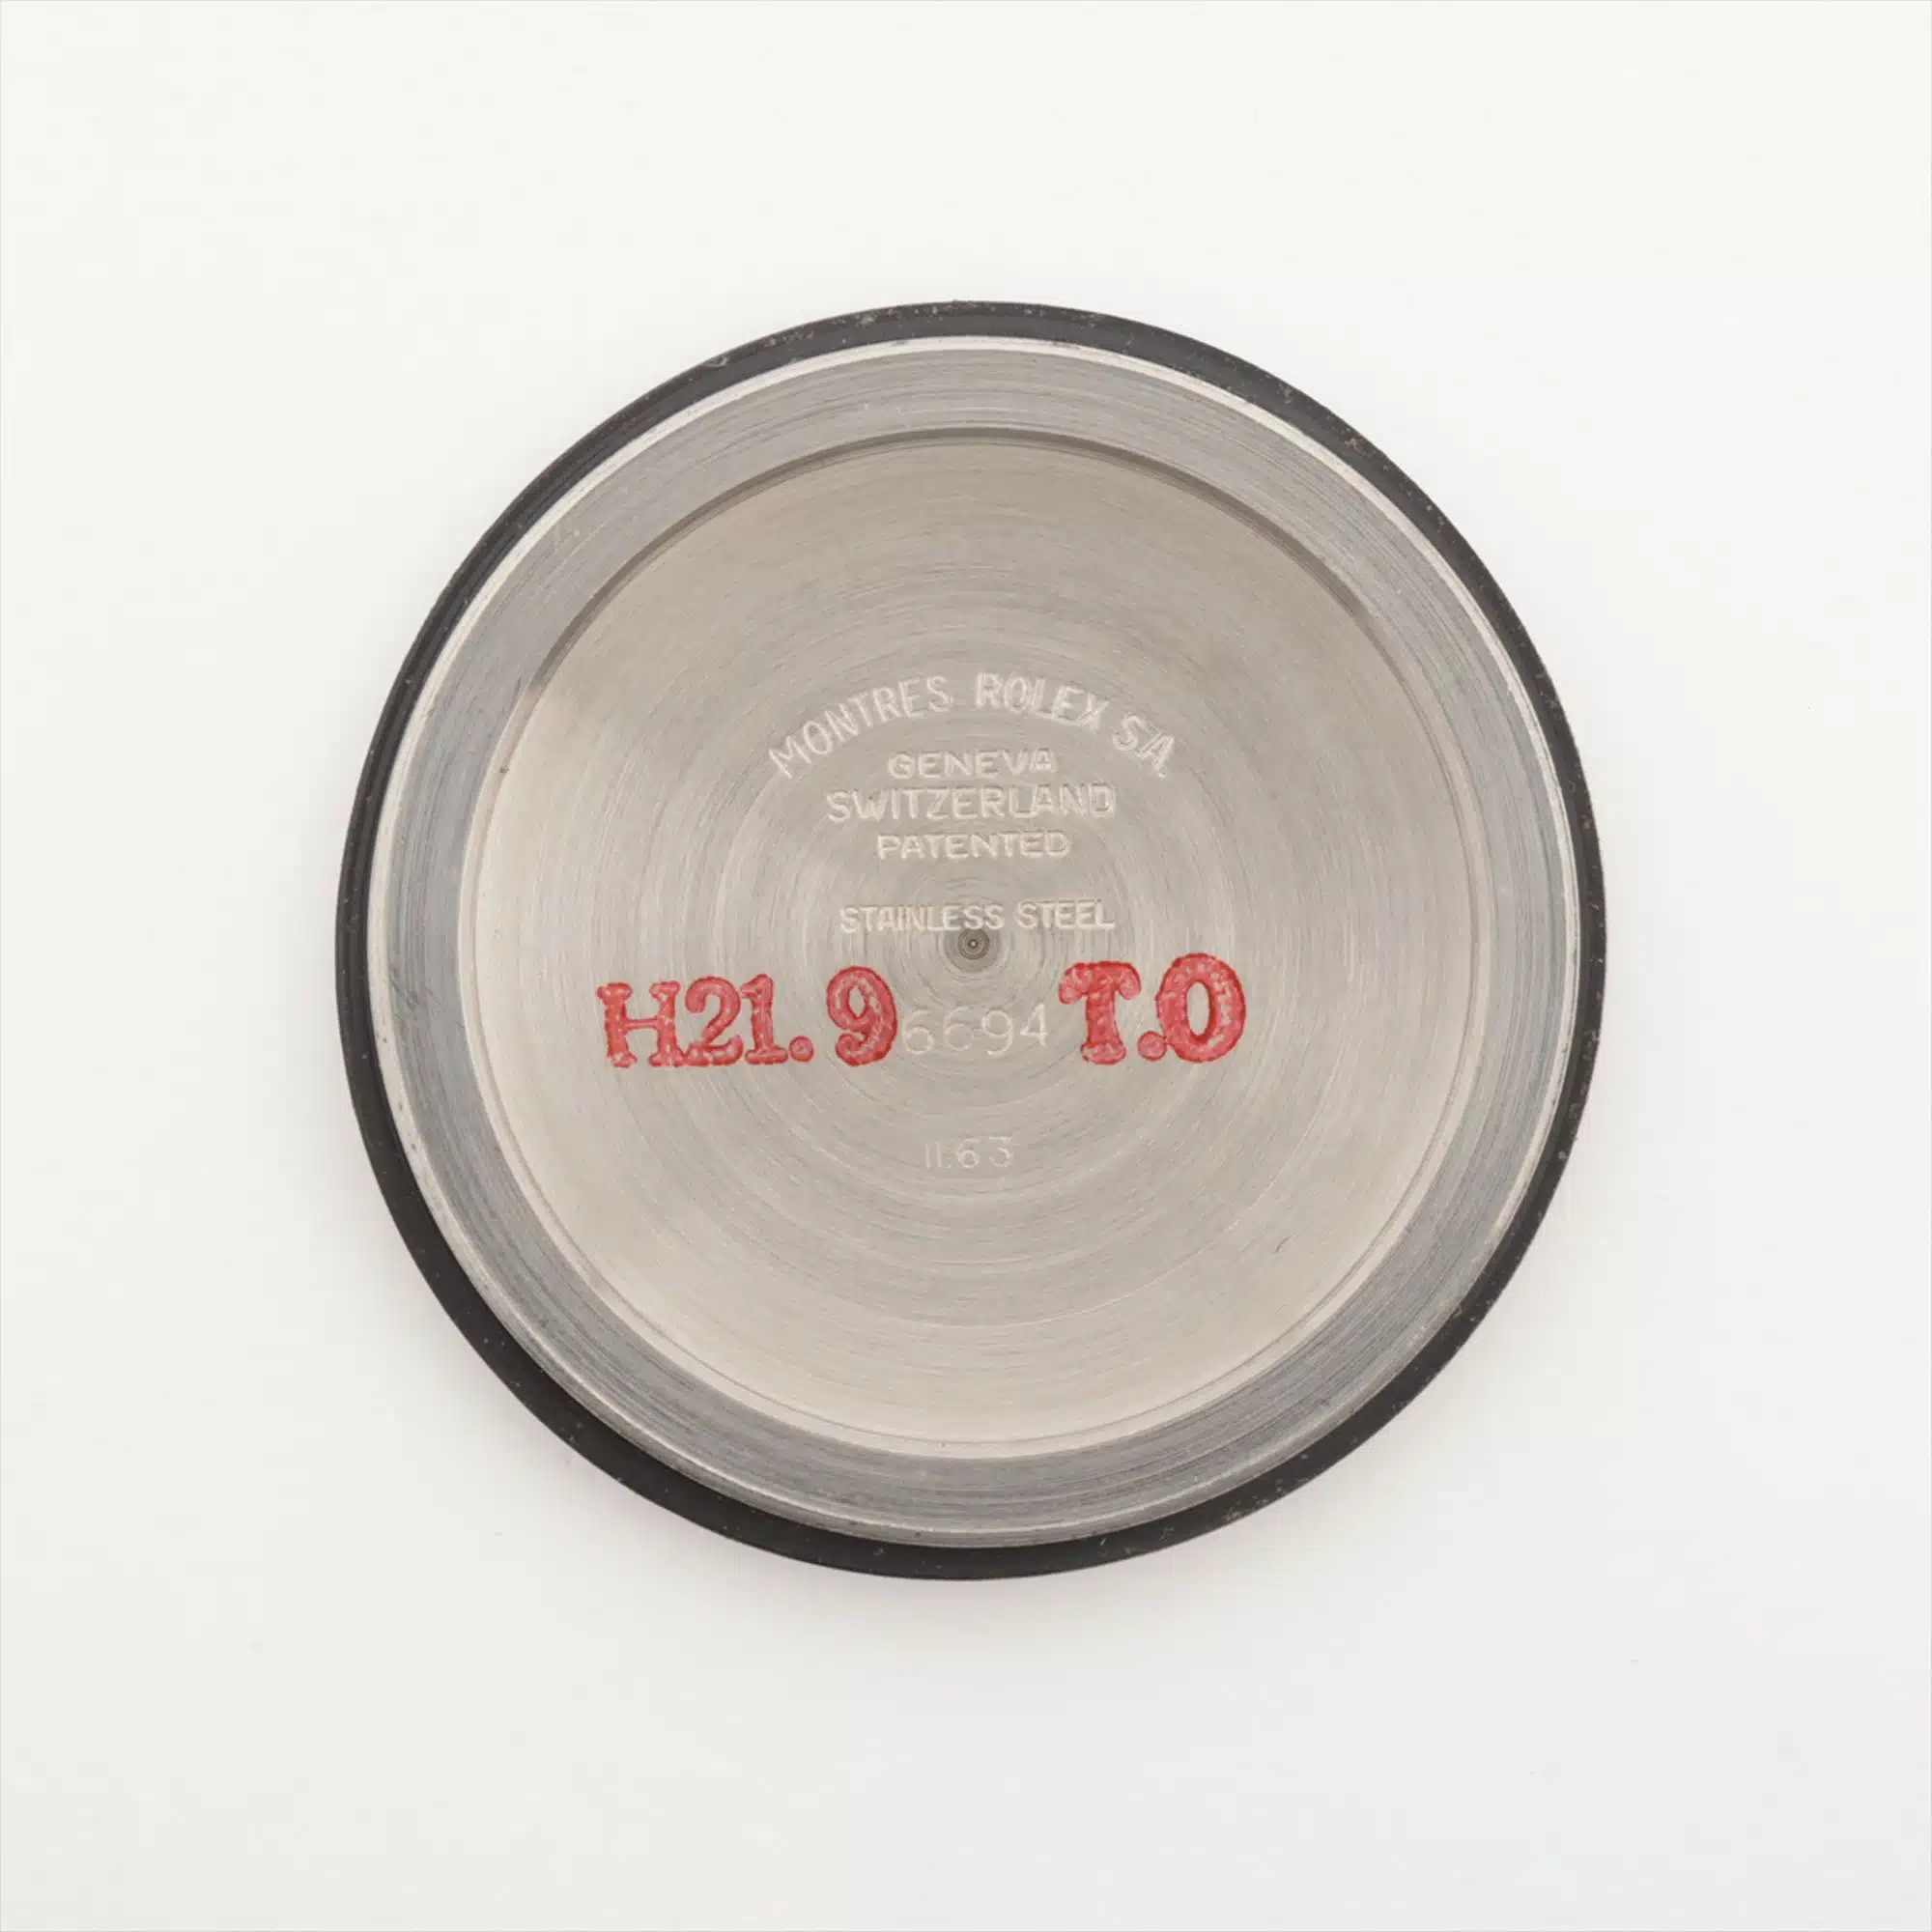 MONTRES ROLEX S.A.
GENEVA
SWITZERLAND
PATENTED
STAINLESS STEEL
H21.9 6694 T.O
II.63